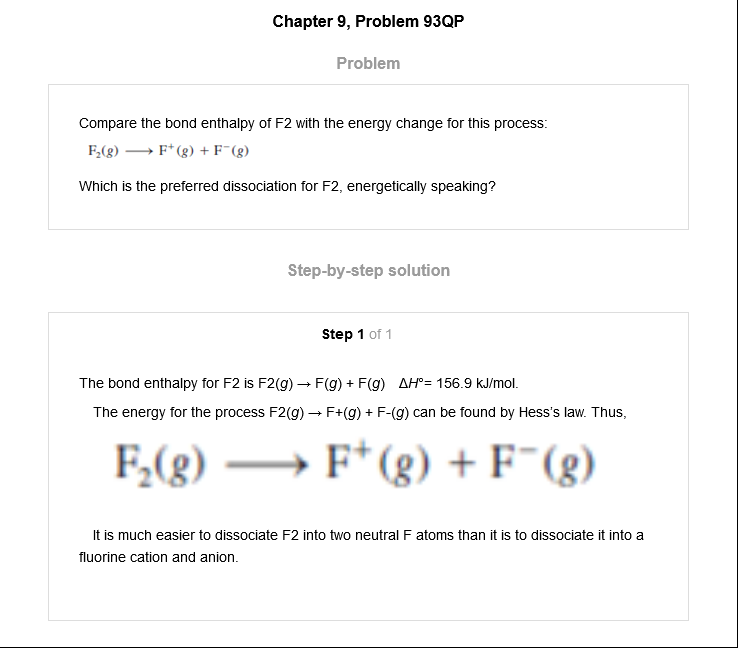 Chapter 9, Problem 93QP
Problem
Compare the bond enthalpy of F2 with the energy change for this process:
F₂(g) ⟶ F⁺(g) + F⁻(g)
Which is the preferred dissociation for F2, energetically speaking?
Step-by-step solution
Step 1 of 1
The bond enthalpy for F2 is F2(g) → F(g) + F(g) ΔH°= 156.9 kJ/mol.
The energy for the process F2(g) → F+(g) + F-(g) can be found by Hess's law. Thus,
F₂(g) ⟶ F⁺(g) + F⁻(g)
It is much easier to dissociate F2 into two neutral F atoms than it is to dissociate it into a
fluorine cation and anion.